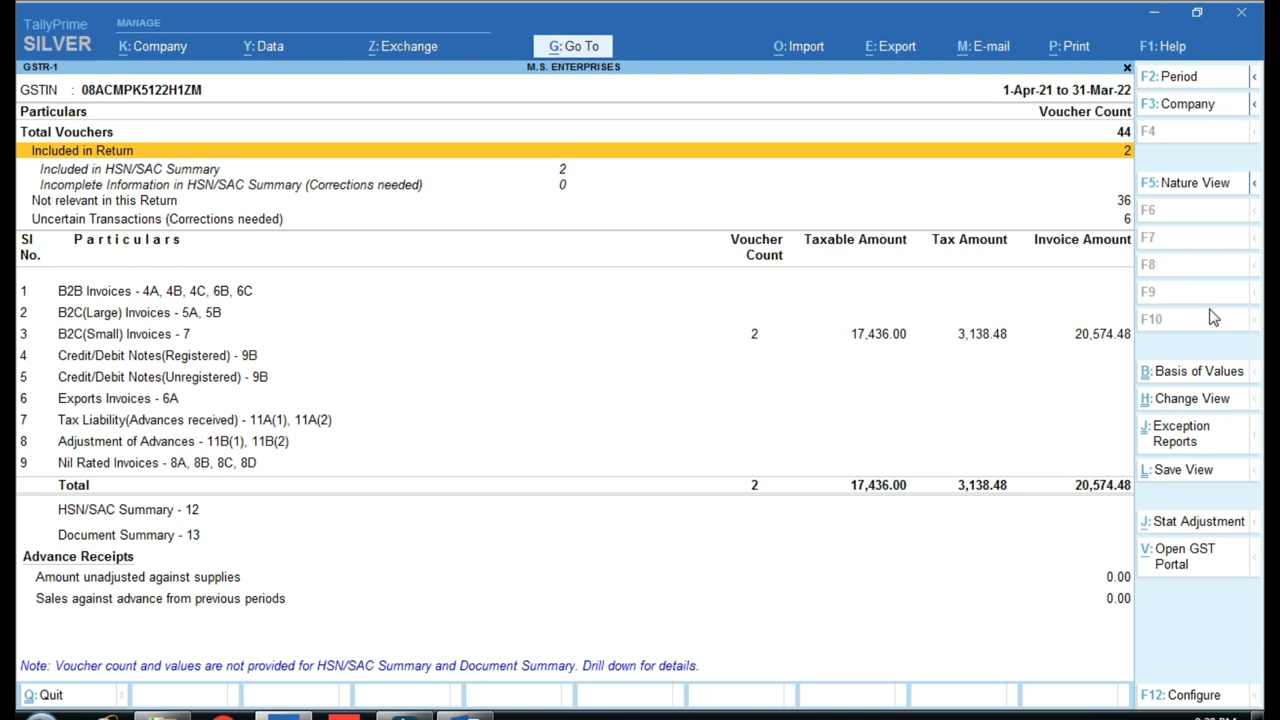 TallyPrime MANAGE
SILVER K: Company Y: Data Z: Exchange G: Go To O: Import E: Export M: E-mail P: Print F1: Help
GSTR-1 M.S. ENTERPRISES ×
GSTIN : 08ACMPK5122H1ZM 1-Apr-21 to 31-Mar-22
Particulars Voucher Count
Total Vouchers 44
Included in Return 2
Included in HSN/SAC Summary 2
Incomplete Information in HSN/SAC Summary (Corrections needed) 0
Not relevant in this Return 36
Uncertain Transactions (Corrections needed) 6
Sl Particulars Voucher Taxable Amount Tax Amount Invoice Amount
No. Count
1 B2B Invoices - 4A, 4B, 4C, 6B, 6C
2 B2C(Large) Invoices - 5A, 5B
3 B2C(Small) Invoices - 7 2 17,436.00 3,138.48 20,574.48
4 Credit/Debit Notes(Registered) - 9B
5 Credit/Debit Notes(Unregistered) - 9B
6 Exports Invoices - 6A
7 Tax Liability(Advances received) - 11A(1), 11A(2)
8 Adjustment of Advances - 11B(1), 11B(2)
9 Nil Rated Invoices - 8A, 8B, 8C, 8D
Total 2 17,436.00 3,138.48 20,574.48
HSN/SAC Summary - 12
Document Summary - 13
Advance Receipts
Amount unadjusted against supplies 0.00
Sales against advance from previous periods 0.00
Note: Voucher count and values are not provided for HSN/SAC Summary and Document Summary. Drill down for details.
Q: Quit
F2: Period
F3: Company
F4
F5: Nature View
F6
F7
F8
F9
F10
B: Basis of Values
H: Change View
J: Exception
Reports
L: Save View
J: Stat Adjustment
V: Open GST
Portal
F12: Configure